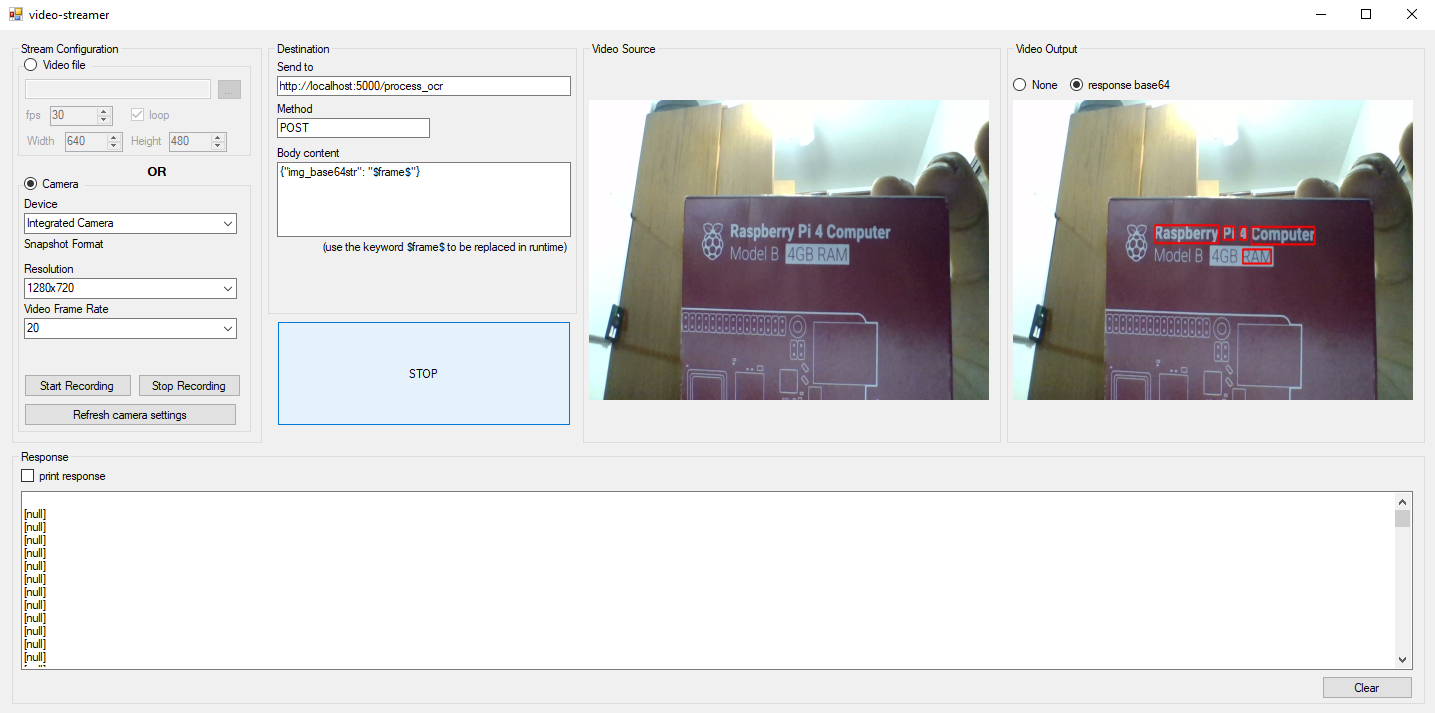 video-streamer
Stream Configuration
Video file
...
fps 30 loop
Width 640 Height 480
OR
Camera
Device
Integrated Camera
Snapshot Format
Resolution
1280x720
Video Frame Rate
20
Start Recording Stop Recording
Refresh camera settings
Destination
Send to
http://localhost:5000/process_ocr
Method
POST
Body content
{"img_base64str": "$frame$"}
(use the keyword $frame$ to be replaced in runtime)
STOP
Video Source
Raspberry Pi 4 Computer
Model B 4GB RAM
Video Output
None response base64
Raspberry Pi 4 Computer
Model B 4GB RAM
Response
print response
[null]
[null]
[null]
[null]
[null]
[null]
[null]
[null]
[null]
[null]
[null]
[null]
Clear